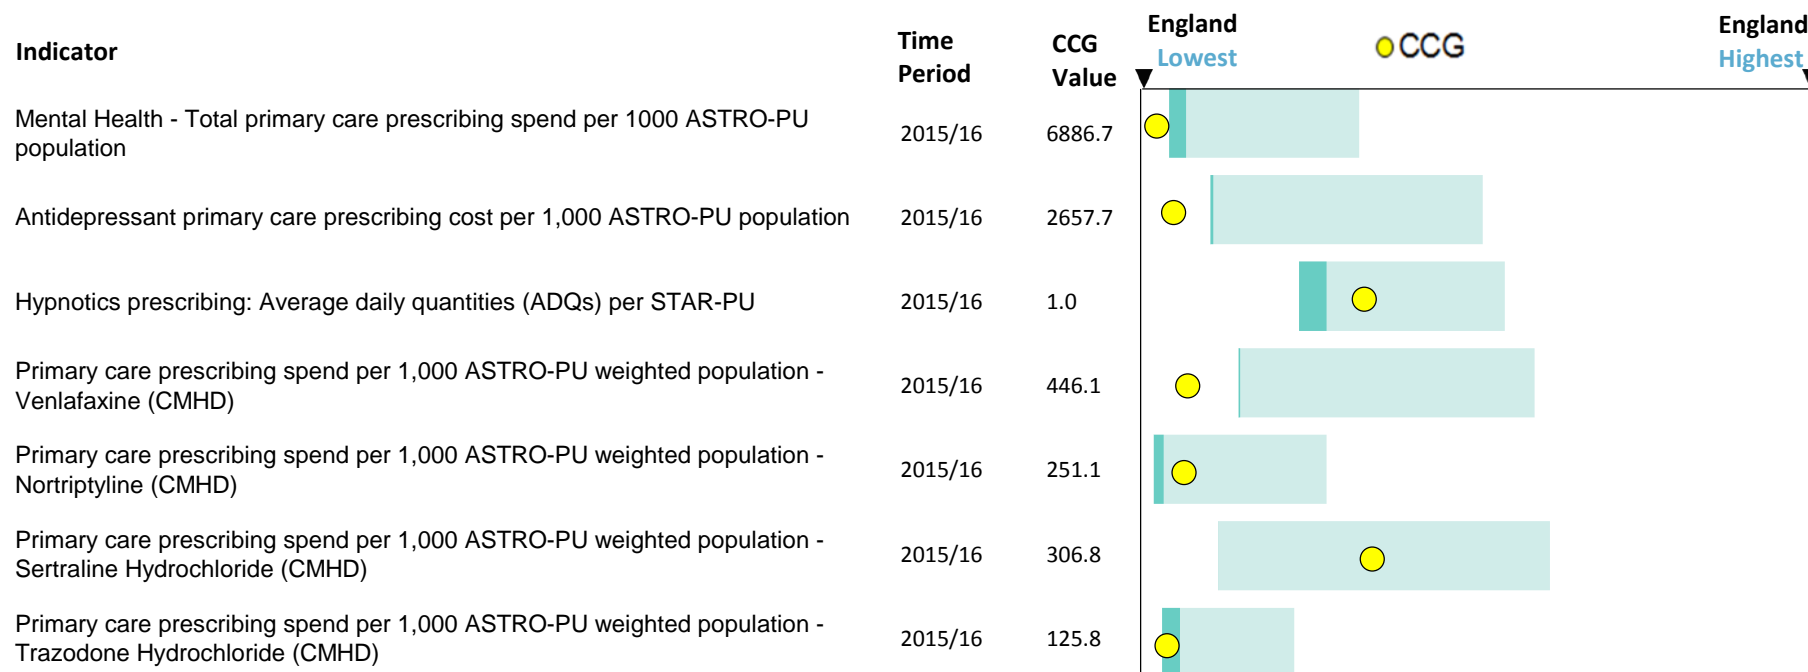 Indicator
Time
Period
CCG
Value
England
Lowest
CCG
England
Highest
Mental Health - Total primary care prescribing spend per 1000 ASTRO-PU
population
2015/16
6886.7
Antidepressant primary care prescribing cost per 1,000 ASTRO-PU population
2015/16
2657.7
Hypnotics prescribing: Average daily quantities (ADQs) per STAR-PU
2015/16
1.0
Primary care prescribing spend per 1,000 ASTRO-PU weighted population -
Venlafaxine (CMHD)
2015/16
446.1
Primary care prescribing spend per 1,000 ASTRO-PU weighted population -
Nortriptyline (CMHD)
2015/16
251.1
Primary care prescribing spend per 1,000 ASTRO-PU weighted population -
Sertraline Hydrochloride (CMHD)
2015/16
306.8
Primary care prescribing spend per 1,000 ASTRO-PU weighted population -
Trazodone Hydrochloride (CMHD)
2015/16
125.8